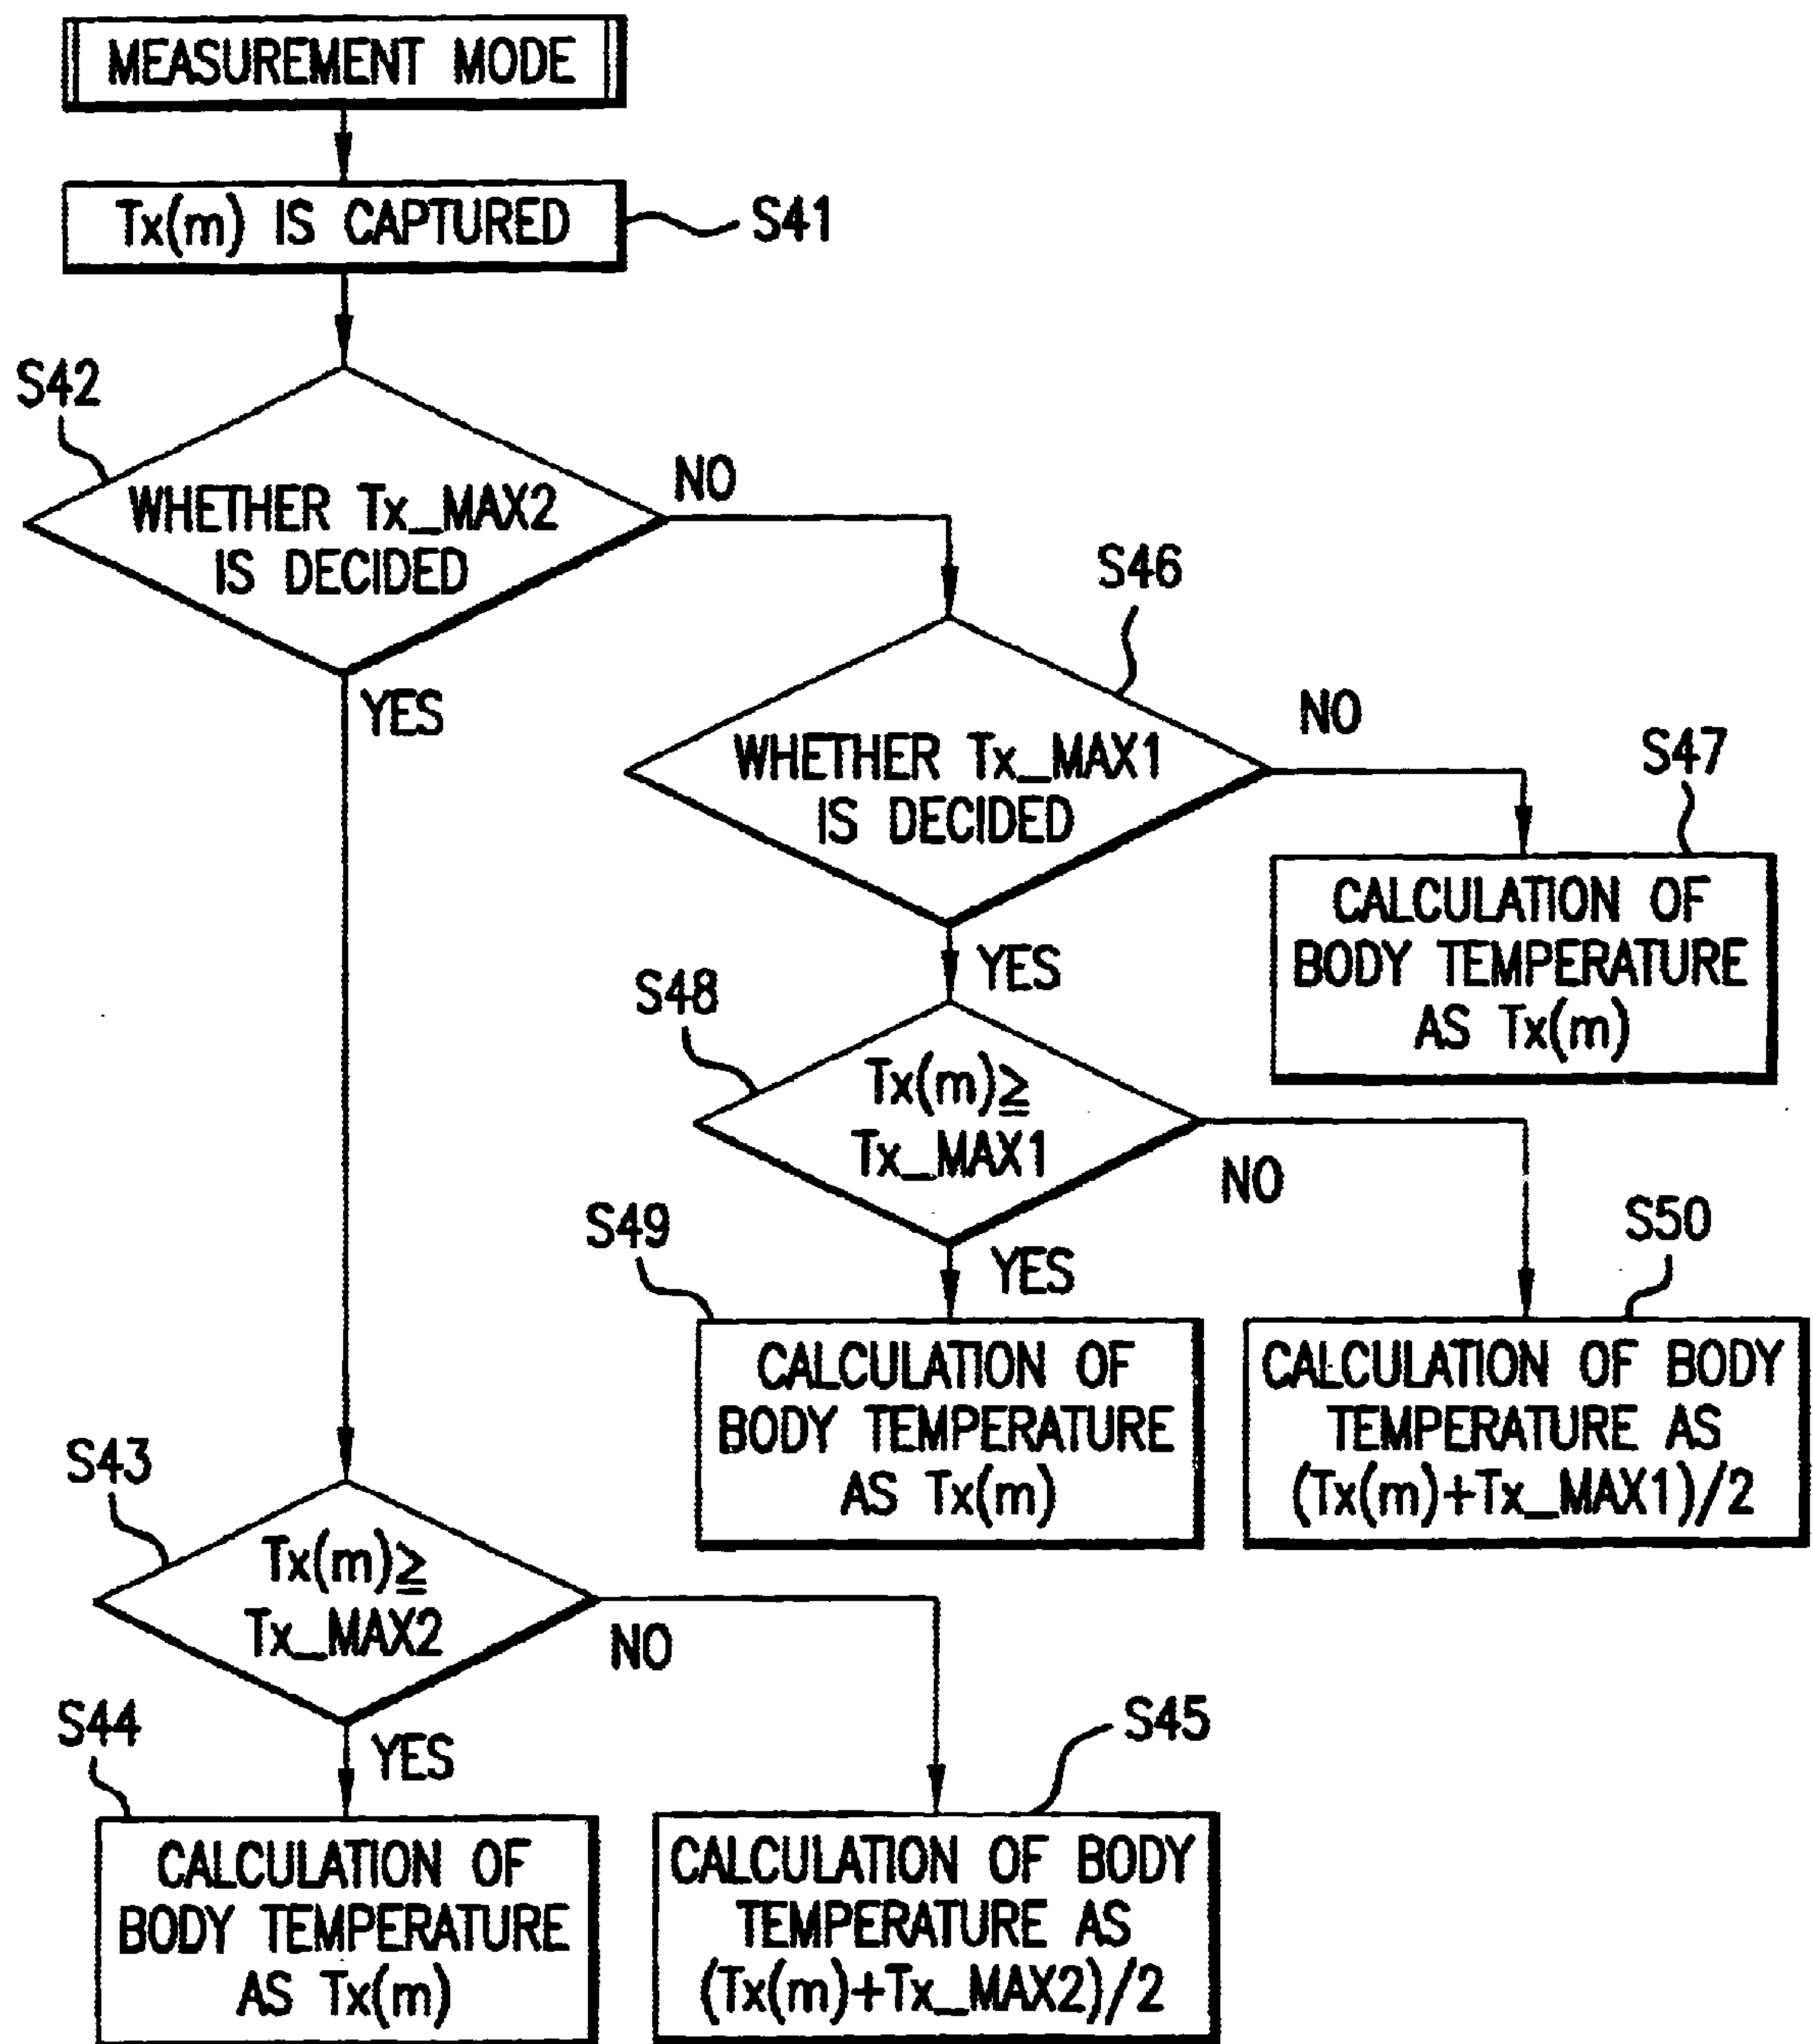 MEASUREMENT MODE
Tx(m) IS CAPTURED
S41
S42
WHETHER Tx_MAX2
IS DECIDED
NO
YES
S46
WHETHER Tx_MAX1
IS DECIDED
NO
YES
S47
CALCULATION OF
BODY TEMPERATURE
AS Tx(m)
S48
Tx(m)≧
Tx_MAX1
NO
YES
S49
CALCULATION OF
BODY TEMPERATURE
AS Tx(m)
S50
CALCULATION OF BODY
TEMPERATURE AS
(Tx(m)+Tx_MAX1)/2
S43
Tx(m)≧
Tx_MAX2
NO
YES
S44
CALCULATION OF
BODY TEMPERATURE
AS Tx(m)
S45
CALCULATION OF BODY
TEMPERATURE AS
(Tx(m)+Tx_MAX2)/2